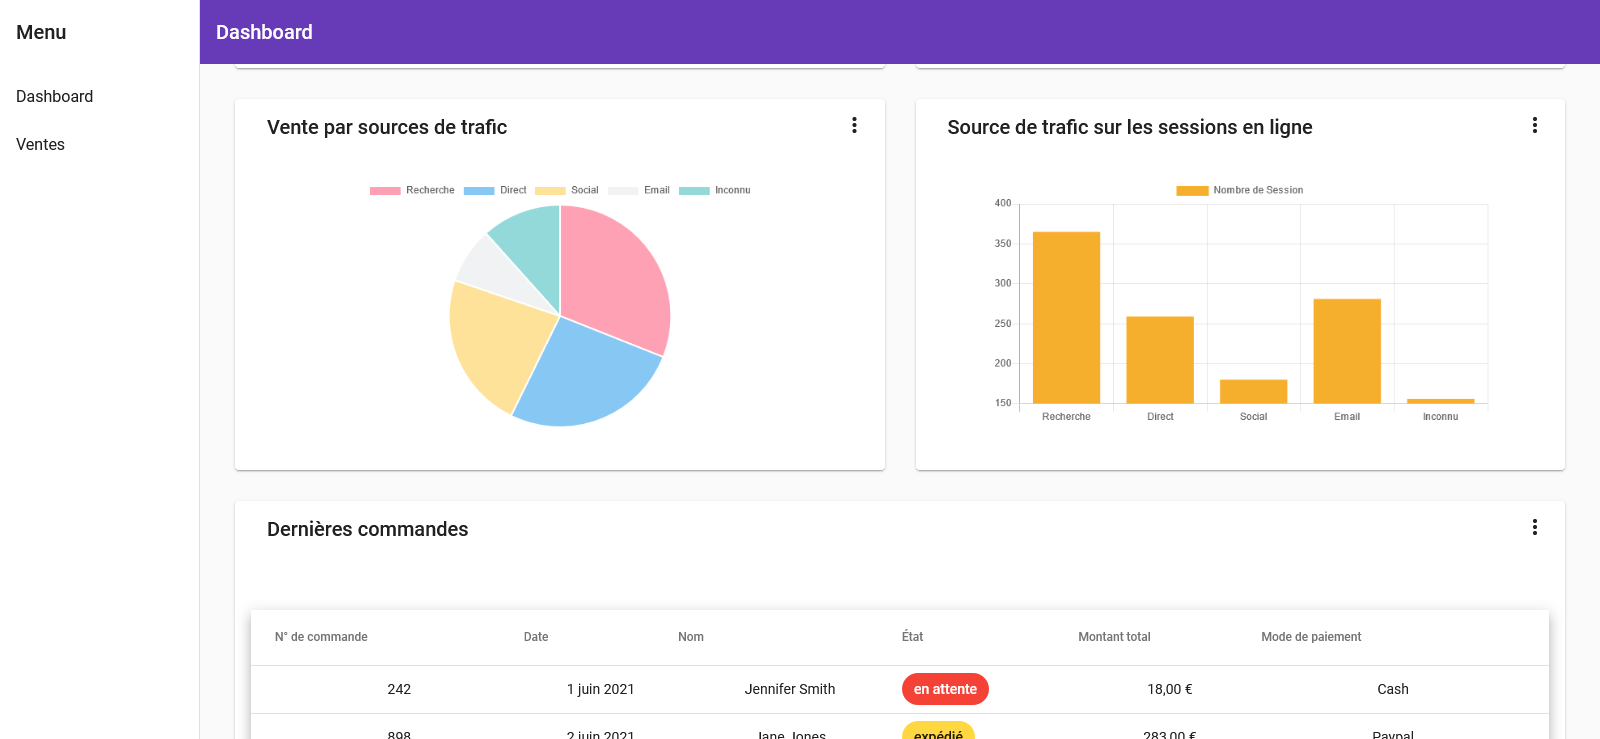 Menu
Dashboard
Dashboard
Ventes
Vente par sources de trafic
Recherche Direct Social Email Inconnu
Source de trafic sur les sessions en ligne
Nombre de Session
400
350
300
250
200
150
Recherche Direct Social Email Inconnu
Dernières commandes
N° de commande Date Nom État Montant total Mode de paiement
242 1 juin 2021 Jennifer Smith en attente 18,00 € Cash
898 2 juin 2021 Jane Jones expédié 283,00 € Paypal